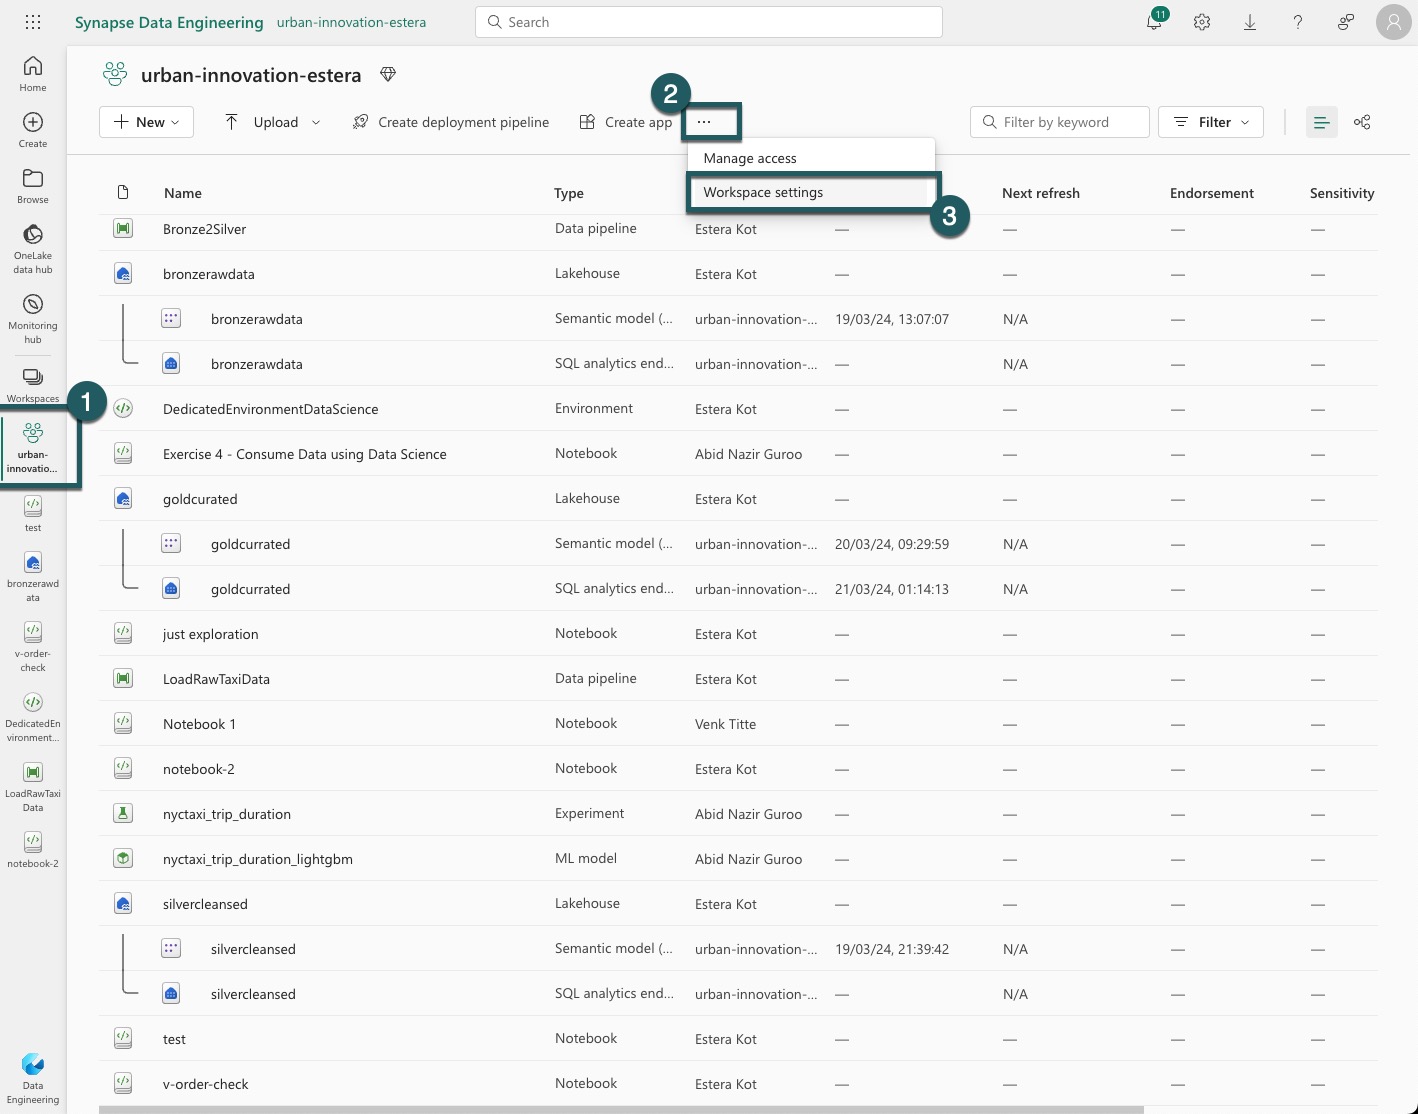 Synapse Data Engineering urban-innovation-estera Search 11
Home
Create
Browse
OneLake
data hub
Monitoring
hub
Workspaces
1
urban-
innovatio...
test
bronzerawd
ata
v-order-
check
DedicatedEn
vironment...
LoadRawTaxi
Data
notebook-2
Data
Engineering
urban-innovation-estera
2
New Upload Create deployment pipeline Create app ... Filter by keyword Filter
Manage access
Workspace settings
3
Name Type Next refresh Endorsement Sensitivity
Bronze2Silver Data pipeline Estera Kot — — — —
bronzerawdata Lakehouse Estera Kot — — — —
bronzerawdata Semantic model (... urban-innovation-... 19/03/24, 13:07:07 N/A — —
bronzerawdata SQL analytics end... urban-innovation-... — N/A — —
DedicatedEnvironmentDataScience Environment Estera Kot — — — —
Exercise 4 - Consume Data using Data Science Notebook Abid Nazir Guroo — — — —
goldcurated Lakehouse Estera Kot — — — —
goldcurrated Semantic model (... urban-innovation-... 20/03/24, 09:29:59 N/A — —
goldcurrated SQL analytics end... urban-innovation-... 21/03/24, 01:14:13 N/A — —
just exploration Notebook Estera Kot — — — —
LoadRawTaxiData Data pipeline Estera Kot — — — —
Notebook 1 Notebook Venk Titte — — — —
notebook-2 Notebook Estera Kot — — — —
nyctaxi_trip_duration Experiment Abid Nazir Guroo — — — —
nyctaxi_trip_duration_lightgbm ML model Abid Nazir Guroo — — — —
silvercleansed Lakehouse Estera Kot — — — —
silvercleansed Semantic model (... urban-innovation-... 19/03/24, 21:39:42 N/A — —
silvercleansed SQL analytics end... urban-innovation-... — N/A — —
test Notebook Estera Kot — — — —
v-order-check Notebook Estera Kot — — — —